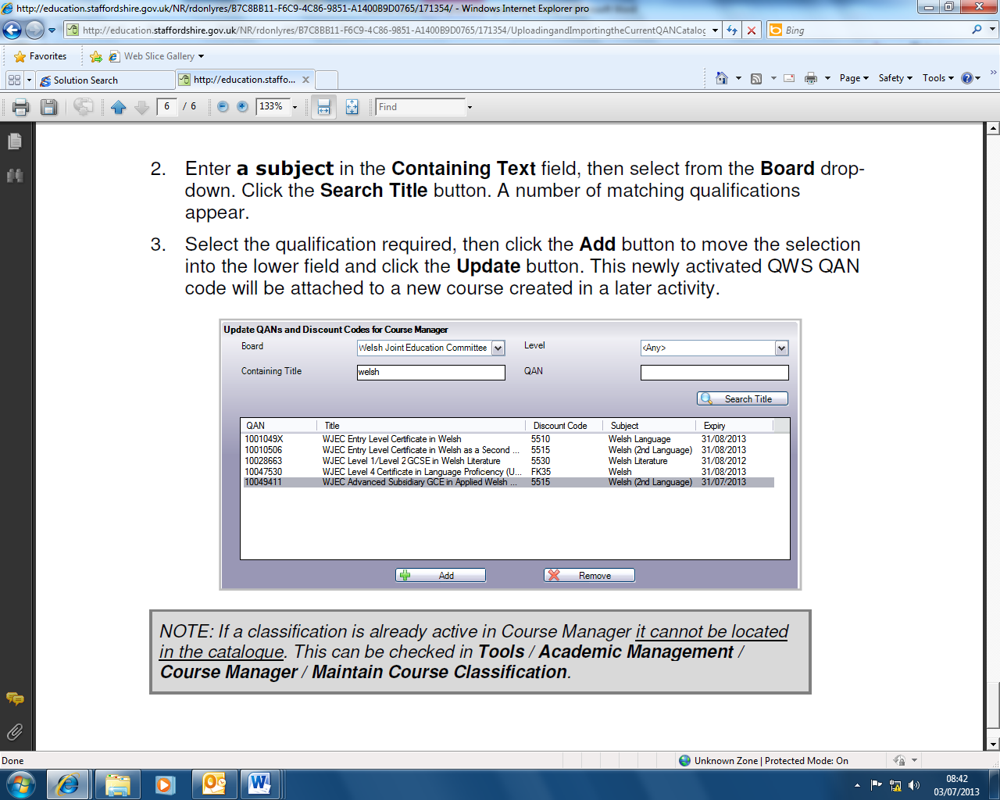 http://education.staffordshire.gov.uk/NR/rdonlyres/B7C8BB11-F6C9-4C86-9851-A1400B9D0765/171354/ - Windows Internet Explorer pro
http://education.staffordshire.gov.uk/NR/rdonlyres/B7C8BB11-F6C9-4C86-9851-A1400B9D0765/171354/UploadingandImportingtheCurrentQANCatalog
Bing
Favorites Web Slice Gallery
Solution Search http://education.staffo... Page Safety Tools
6 / 6 133% Find
2. Enter a subject in the Containing Text field, then select from the Board drop-
down. Click the Search Title button. A number of matching qualifications
appear.
3. Select the qualification required, then click the Add button to move the selection
into the lower field and click the Update button. This newly activated QWS QAN
code will be attached to a new course created in a later activity.
Update QANs and Discount Codes for Course Manager
Board Welsh Joint Education Committee Level <Any>
Containing Title welsh QAN
Search Title
QAN Title Discount Code Subject Expiry
1001049X WJEC Entry Level Certificate in Welsh 5510 Welsh Language 31/08/2013
10010506 WJEC Entry Level Certificate in Welsh as a Second ... 5515 Welsh (2nd Language) 31/08/2013
10028663 WJEC Level 1/Level 2 GCSE in Welsh Literature 5530 Welsh Literature 31/08/2012
10047530 WJEC Level 4 Certificate in Language Proficency (U... FK35 Welsh 31/08/2013
10049411 WJEC Advanced Subsidiary GCE in Applied Welsh ... 5515 Welsh (2nd Language) 31/07/2013
Add Remove
NOTE: If a classification is already active in Course Manager it cannot be located
in the catalogue. This can be checked in Tools / Academic Management /
Course Manager / Maintain Course Classification.
Done Unknown Zone | Protected Mode: On
08:42
03/07/2013